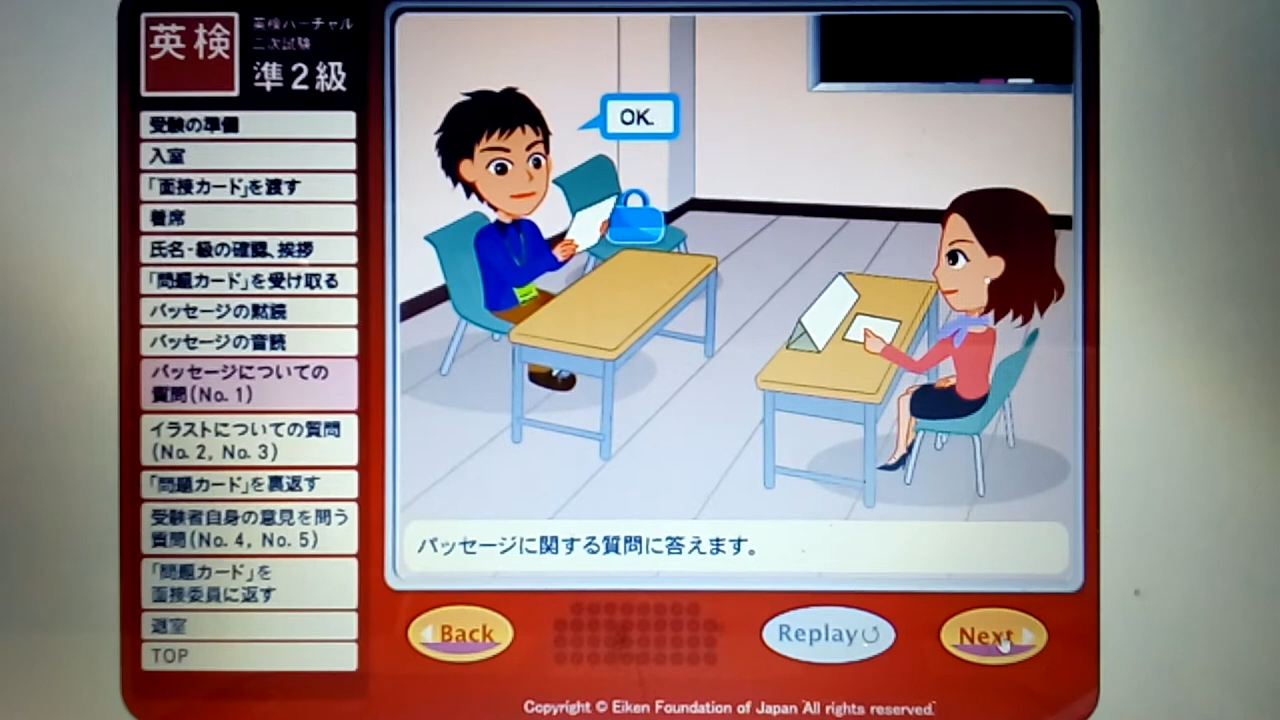 英検
英検バーチャル
二次試験
準2級
受験の準備
入室
「面接カード」を渡す
着席
氏名・級の確認、挨拶
「問題カード」を受け取る
パッセージの黙読
パッセージの音読
パッセージについての
質問(No. 1)
イラストについての質問
(No. 2, No. 3)
「問題カード」を裏返す
受験者自身の意見を問う
質問(No. 4, No. 5)
「問題カード」を
面接委員に返す
退室
TOP
OK.
パッセージに関する質問に答えます。
Back
Replay
Next
Copyright © Eiken Foundation of Japan All rights reserved.